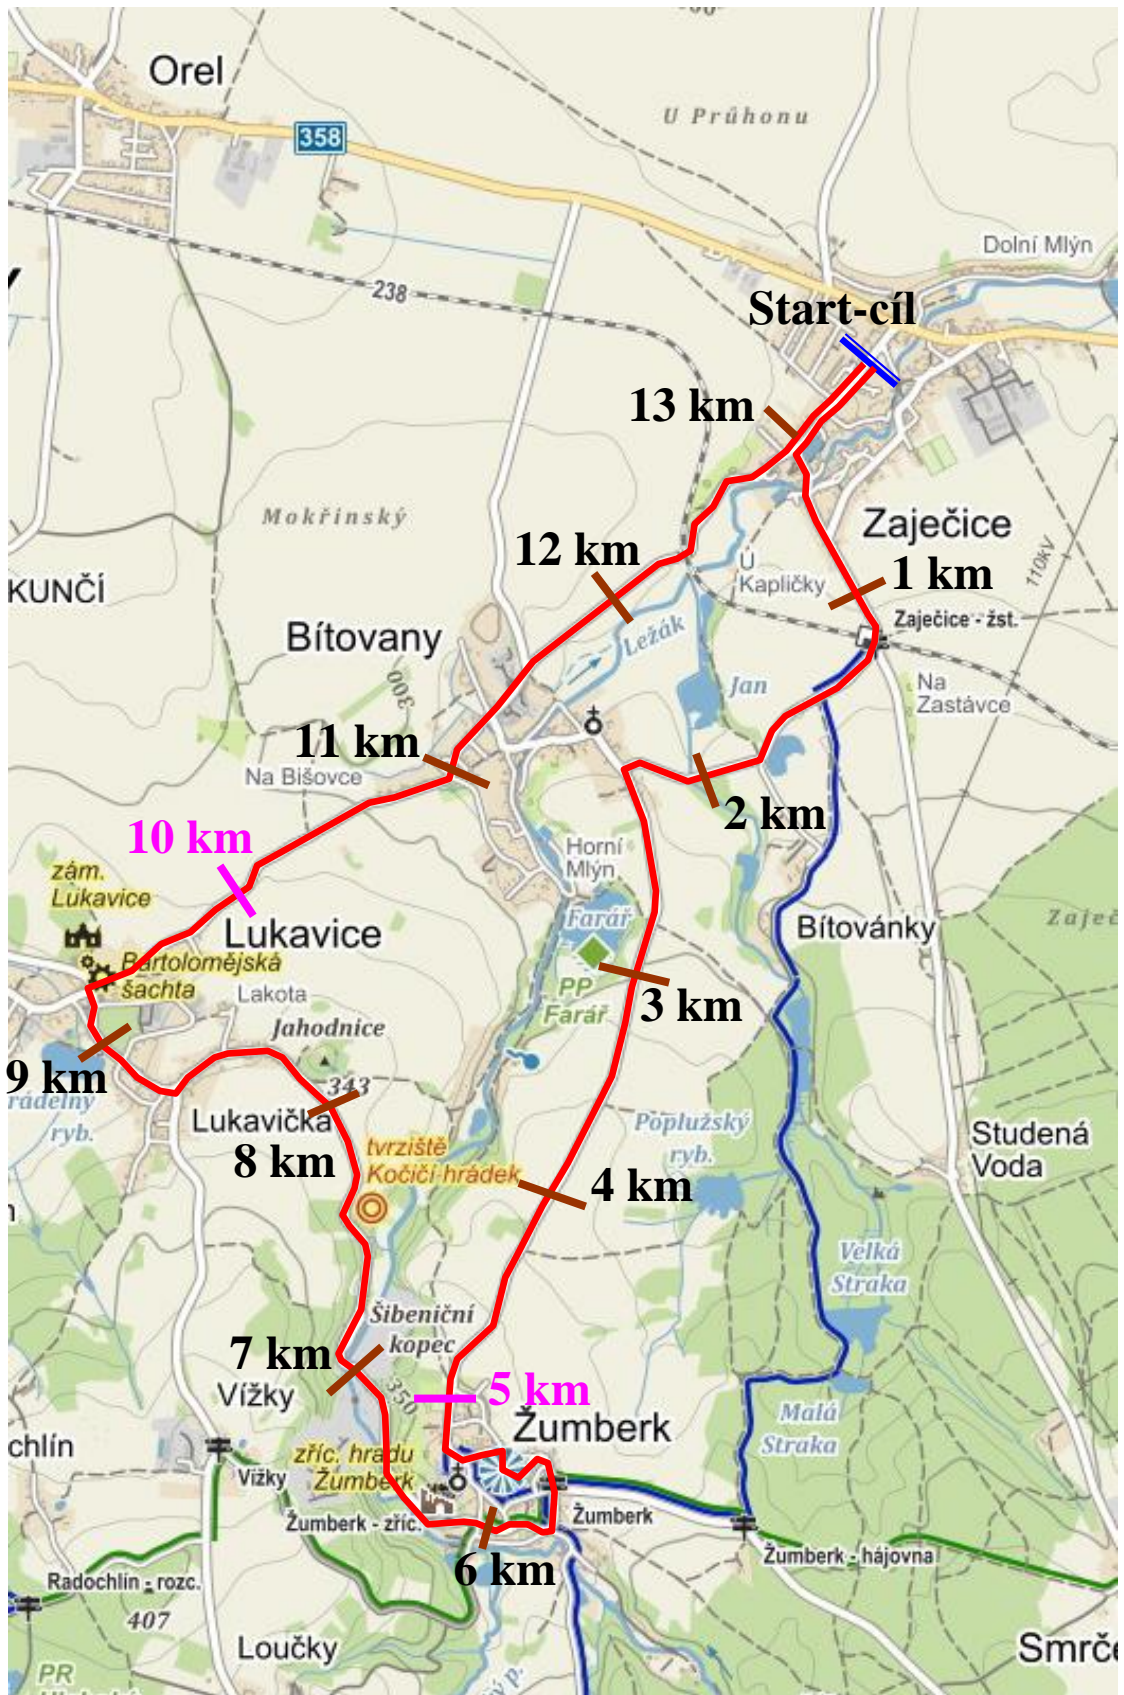 Orel
U Průhonu
358
Dolní Mlýn
238
Start-cíl
13 km
Mokřinský
Zaječice
12 km
Ú
Kapličky
1 km
110kV
KUNČÍ
Zaječice - žst.
Bítovany
Ležák
300
Jan
Na
Zastávce
11 km
Na Bišovce
2 km
10 km
Horní
Mlýn
zám.
Lukavice
Farář
Bítovánky
Lukavice
Bartolomějská
šachta
Lakota
PP
Farář
3 km
Jahodnice
9 km
343
Lukavička
ryb.
Poplužský
ryb.
Studená
Voda
8 km
tvrziště
Kočičí hrádek
4 km
Velká
Straka
Šibeniční
kopec
7 km
Vížky
350
5 km
Malá
Straka
Žumberk
chlín
zříc. hradu
Žumberk
Vížky
Žumberk - zříc.
Žumberk
6 km
Žumberk - hájovna
Radochlín - rozc.
407
Loučky
Smrče
PR